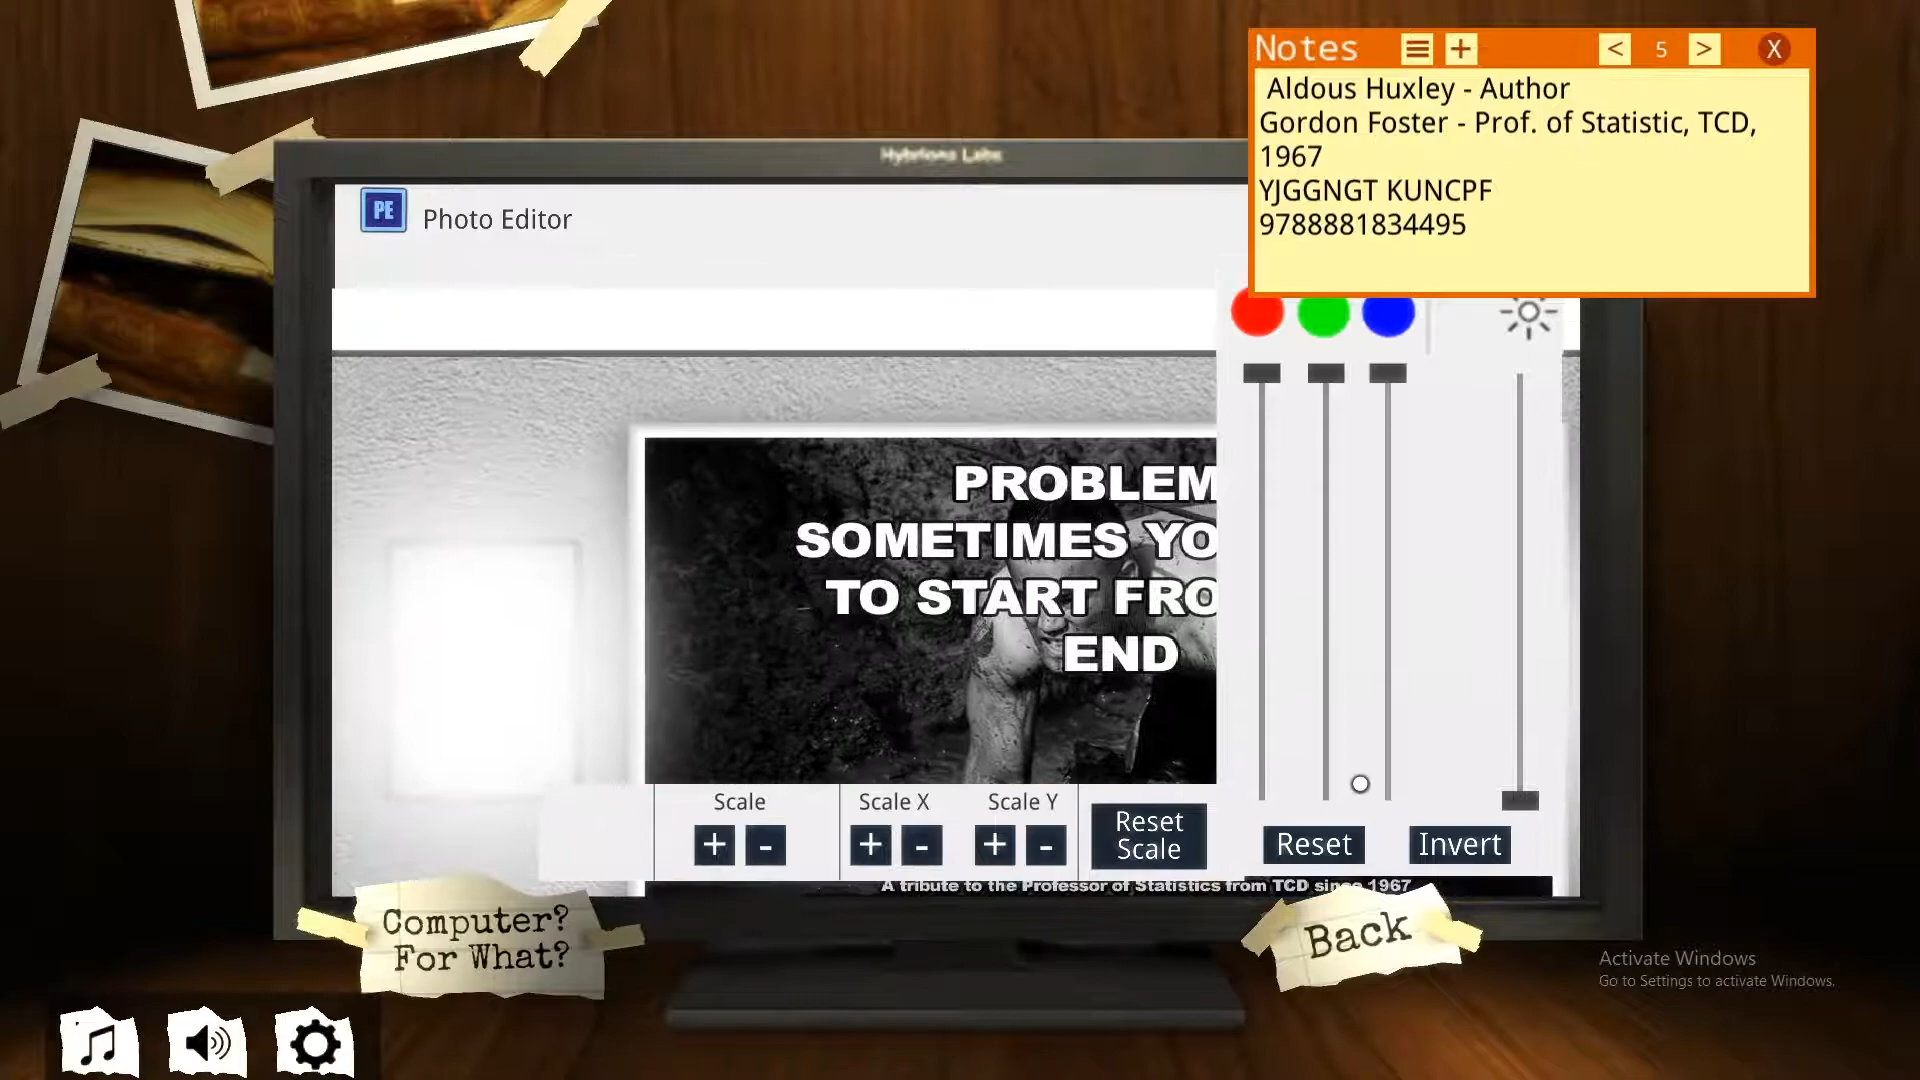 Notes
< 5 > X
Aldous Huxley - Author
Gordon Foster - Prof. of Statistic, TCD,
1967
YJGGNGT KUNCPF
9788881834495
Hybrions Labs
PE Photo Editor
PROBLEM
SOMETIMES YO
TO START FRO
END
Scale
+ -
Scale X
+ -
Scale Y
+ -
Reset
Scale
Reset
Invert
A tribute to the Professor of Statistics from TCD since 1967
Computer?
For What?
Back
Activate Windows
Go to Settings to activate Windows.